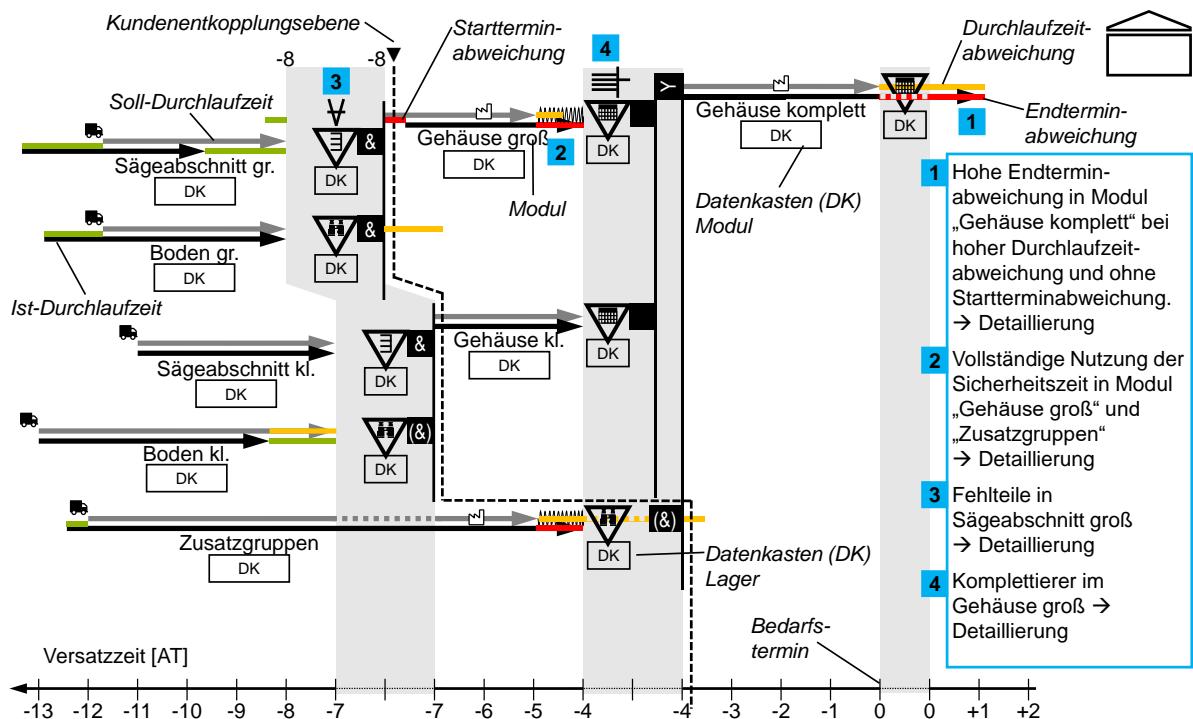 Kundenentkopplungsebene
-8
-8
3
Starttermin-
abweichung
4
Durchlaufzeit-
abweichung
Soll-Durchlaufzeit
Sägeabschnitt gr.
DK
DK
&
Gehäuse groß
DK
2
DK
Y
Gehäuse komplett
DK
DK
1
Endtermin-
abweichung
Modul
Datenkasten (DK)
Modul
Boden gr.
DK
DK
&
Ist-Durchlaufzeit
Sägeabschnitt kl.
DK
DK
&
Gehäuse kl.
DK
DK
Boden kl.
DK
DK
(&)
Zusatzgruppen
DK
DK
(&)
Datenkasten (DK)
Lager
Bedarfs-
termin
1 Hohe Endtermin-
abweichung in Modul
„Gehäuse komplett“ bei
hoher Durchlaufzeit-
abweichung und ohne
Startterminabweichung.
→ Detaillierung
2 Vollständige Nutzung der
Sicherheitszeit in Modul
„Gehäuse groß“ und
„Zusatzgruppen“
→ Detaillierung
3 Fehlteile in
Sägeabschnitt groß
→ Detaillierung
4 Komplettierer im
Gehäuse groß →
Detaillierung
Versatzzeit [AT]
-13 -12 -11 -10 -9 -8 -7 -7 -6 -5 -4 -4 -3 -2 -1 0 0 +1 +2